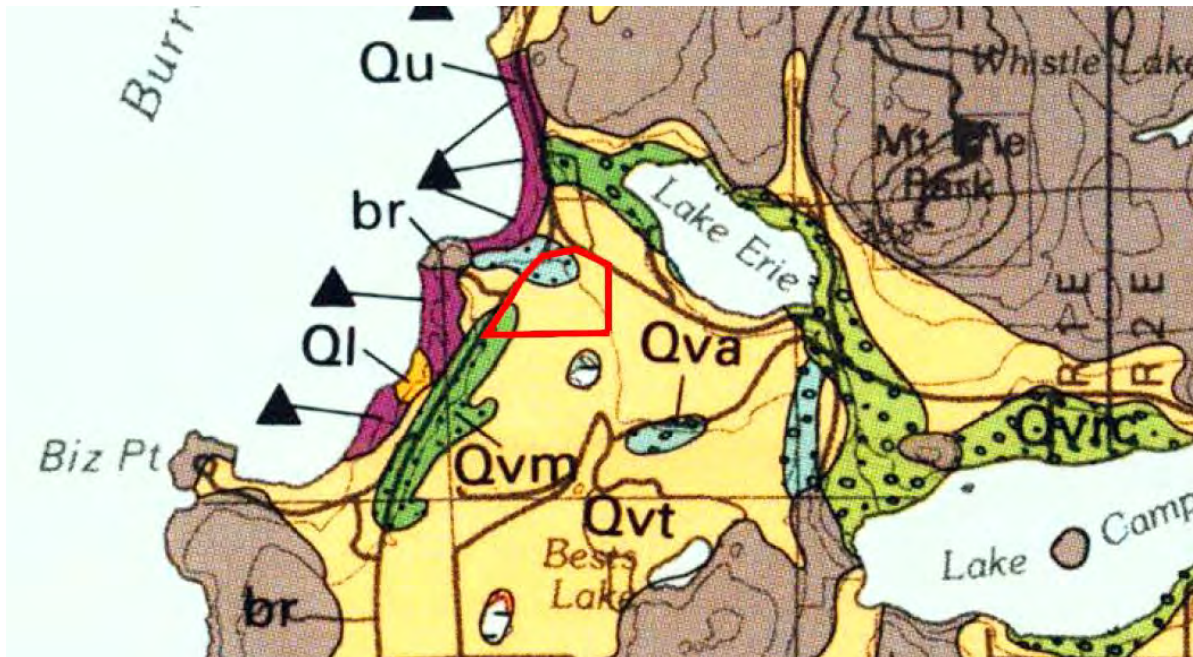 Burr
Qu
Whistle Lake
Mt Erie
Park
br
Lake Erie
R 1 E
R 2 E
Ql
Qva
Biz Pt
Qvm
Qvrc
Qvt
Bests
Lake
Lake Camp
br